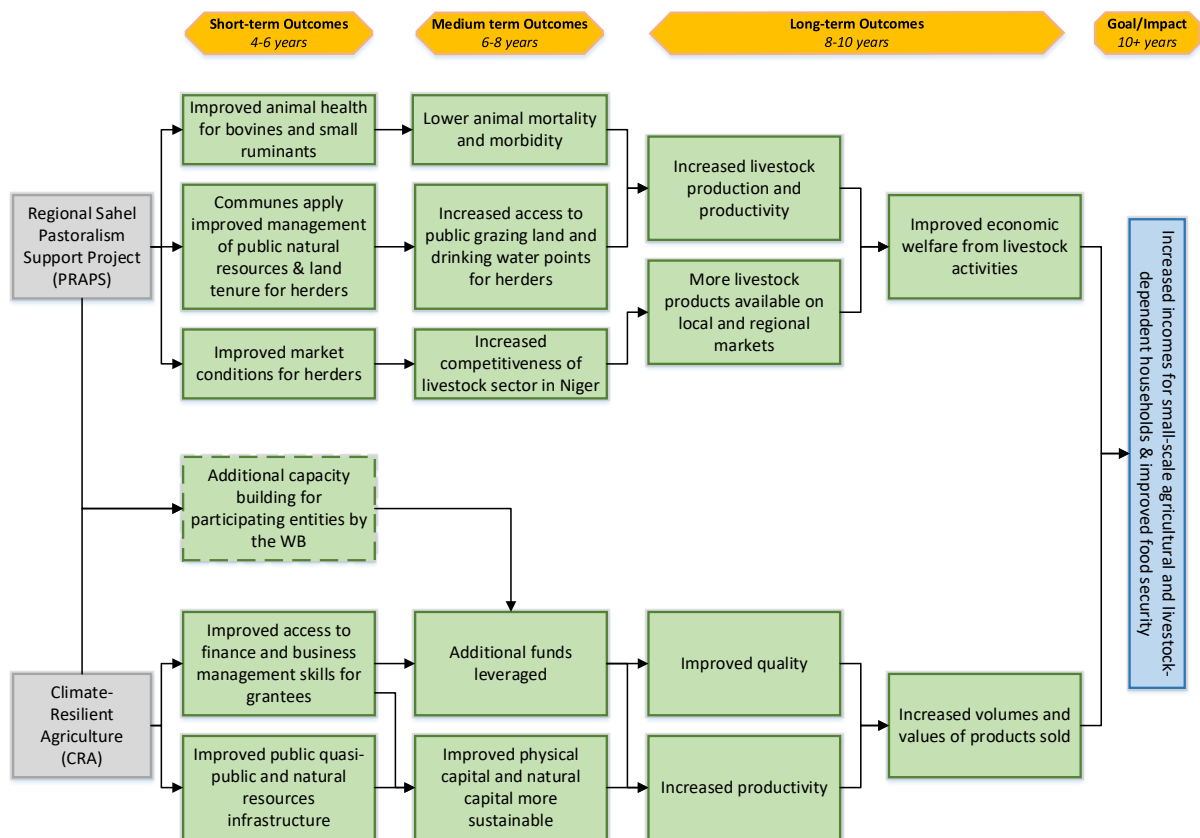 Short-term Outcomes
4-6 years
Medium term Outcomes
6-8 years
Long-term Outcomes
8-10 years
Goal/Impact
10+ years
Regional Sahel
Pastoralism
Support Project
(PRAPS)
Improved animal health
for bovines and small
ruminants
Lower animal mortality
and morbidity
Communes apply
improved management
of public natural
resources & land
tenure for herders
Increased access to
public grazing land and
drinking water points
for herders
Increased livestock
production and
productivity
Improved market
conditions for herders
Increased
competitiveness of
livestock sector in Niger
More livestock
products available on
local and regional
markets
Improved economic
welfare from livestock
activities
Additional capacity
building for
participating entities by
the WB
Climate-
Resilient
Agriculture
(CRA)
Improved access to
finance and business
management skills for
grantees
Additional funds
leveraged
Improved quality
Improved public quasi-
public and natural
resources
infrastructure
Improved physical
capital and natural
capital more
sustainable
Increased productivity
Increased volumes and
values of products sold
Increased incomes for small-scale agricultural and livestock-
dependent households & improved food security